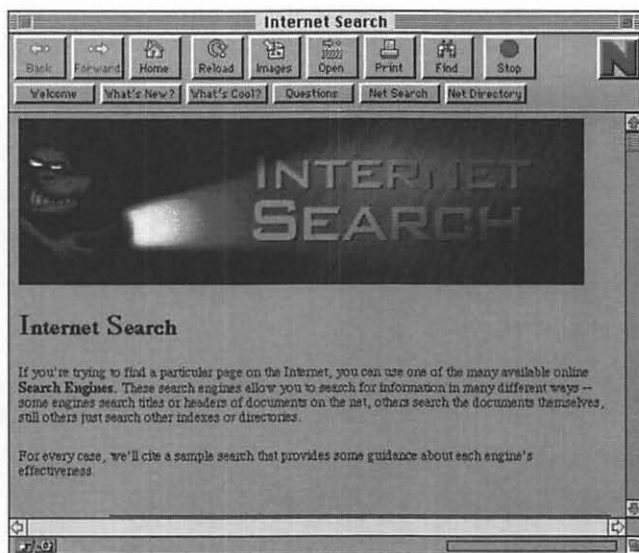 Internet Search
Back Forward Home Reload Images Open Print Find Stop
N
Welcome What's New? What's Cool? Questions Net Search Net Directory
INTERNET
SEARCH
Internet Search
If you're trying to find a particular page on the Internet, you can use one of the many available online
Search Engines. These search engines allow you to search for information in many different ways --
some engines search titles or headers of documents on the net, others search the documents themselves,
still others just search other indexes or directories.
For every case, we'll cite a sample search that provides some guidance about each engine's
effectiveness.